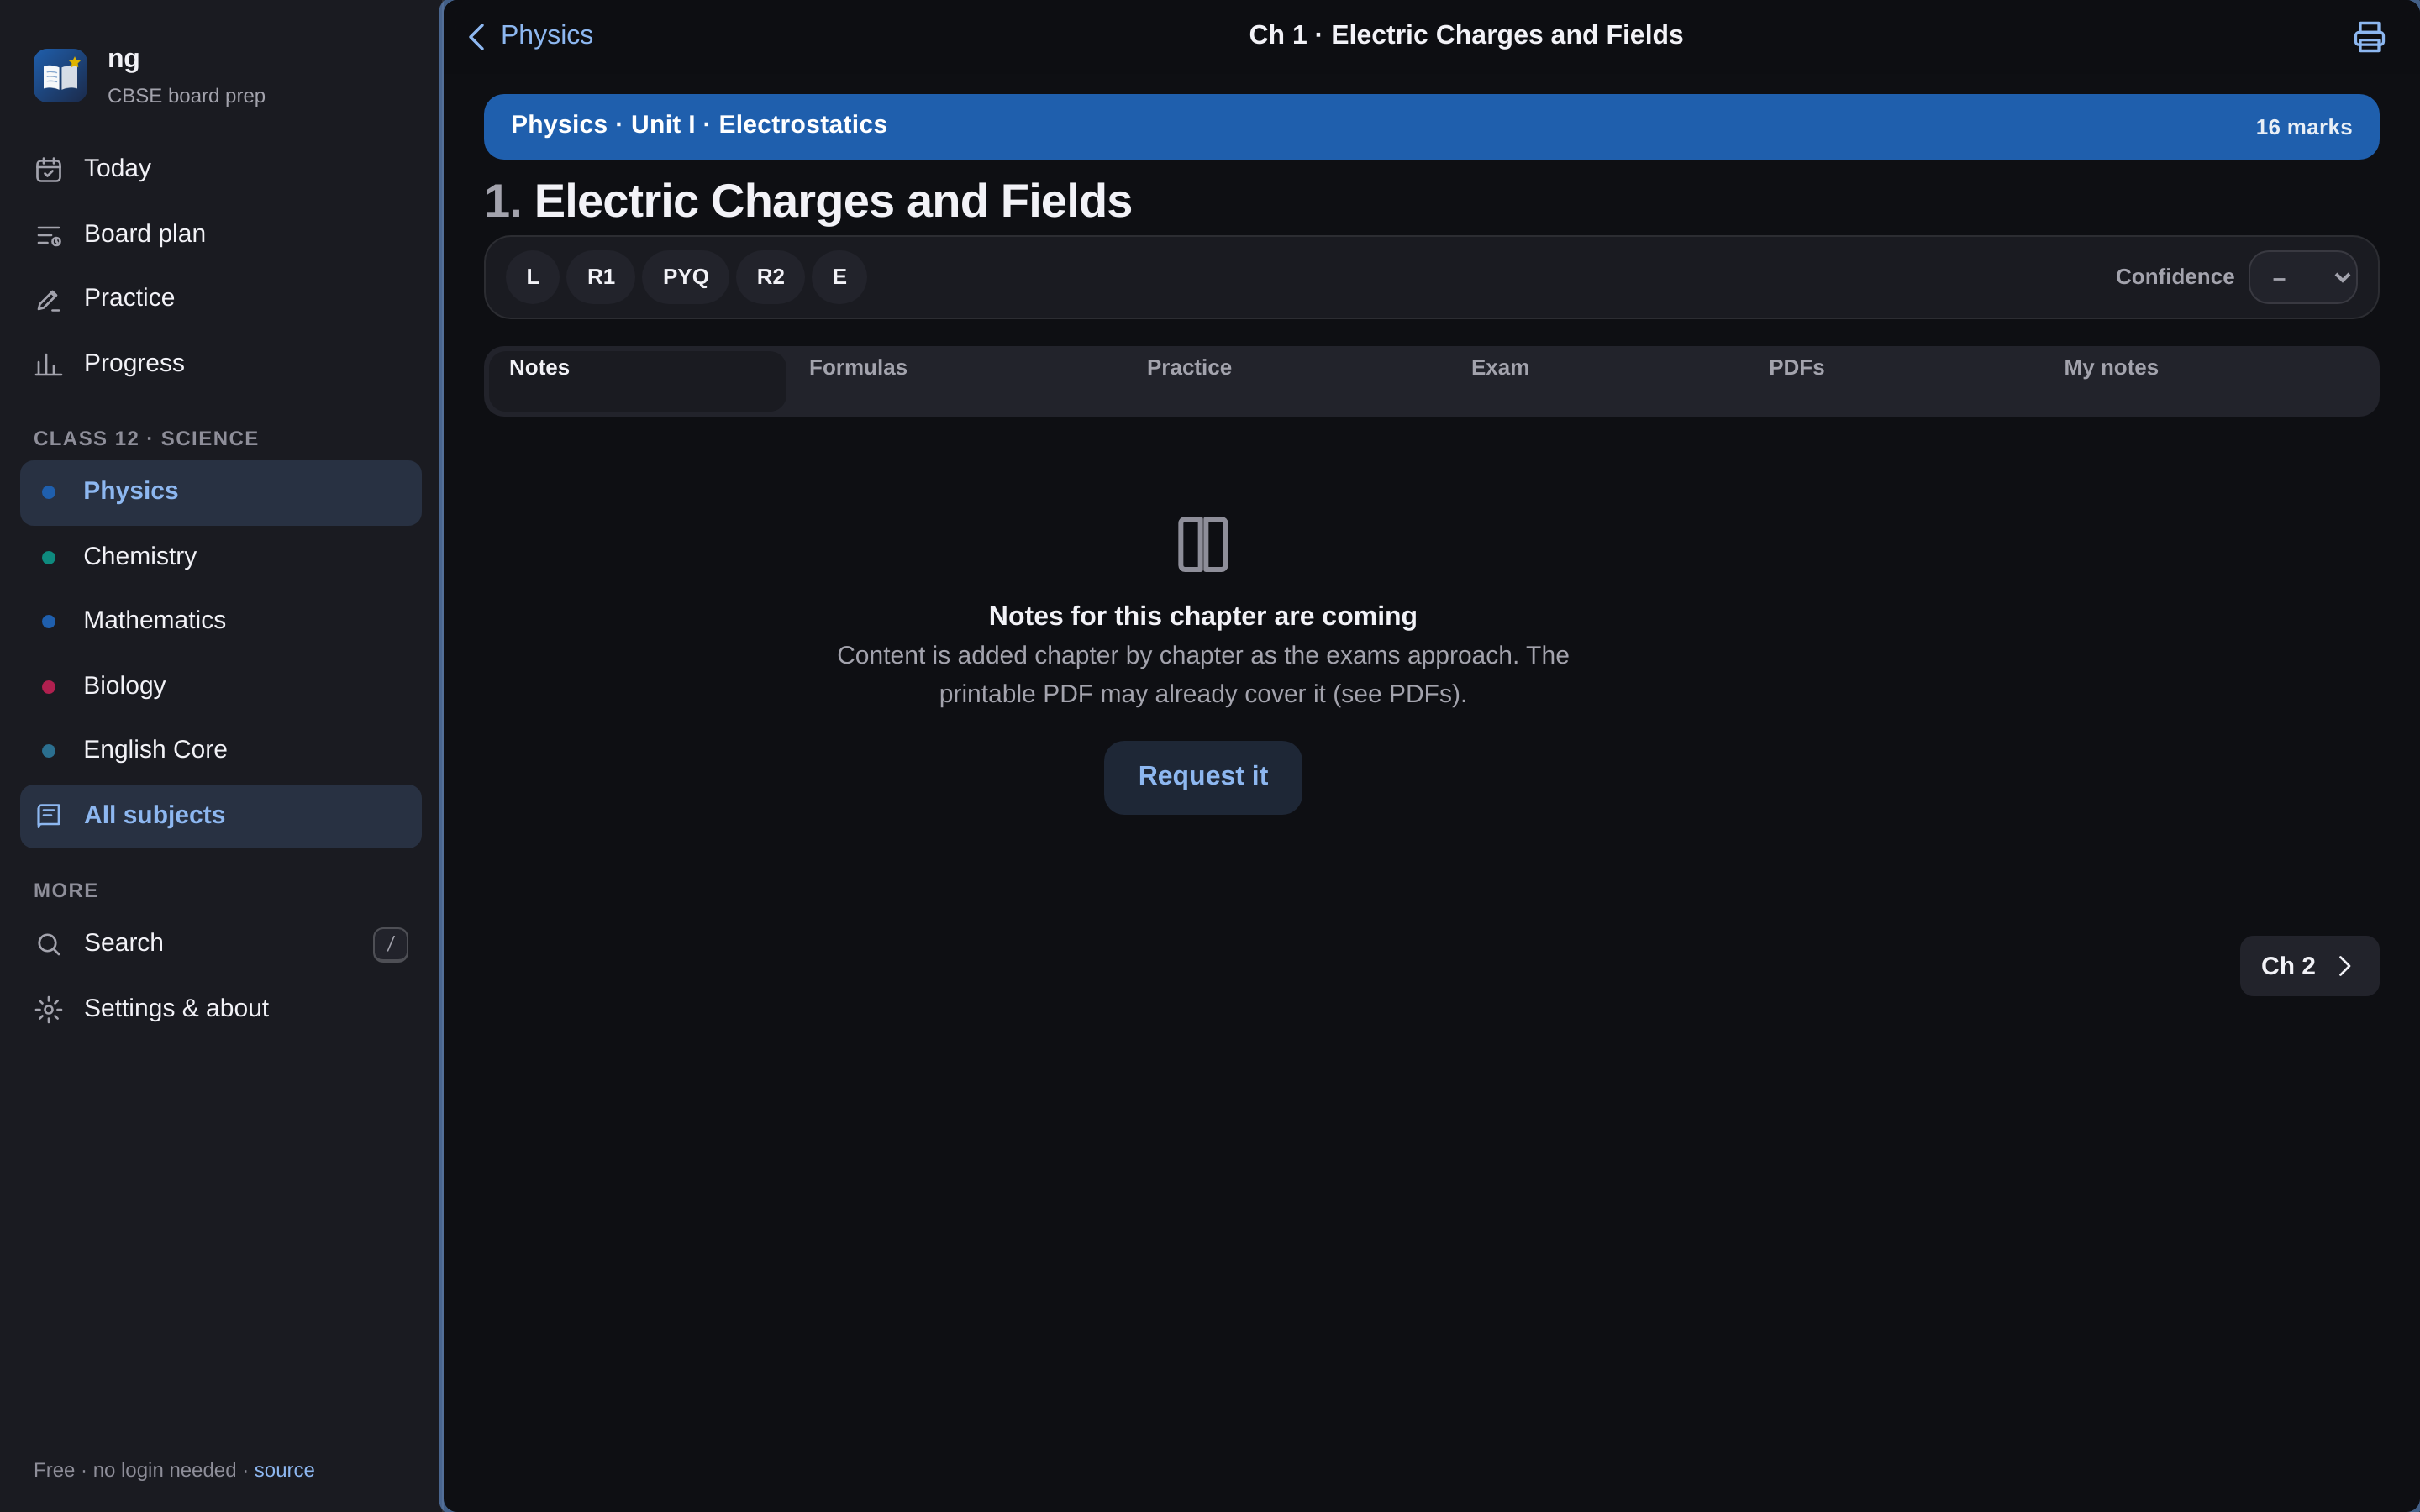 ng
CBSE board prep
Today
Board plan
Practice
Progress
CLASS 12 · SCIENCE
Physics
Chemistry
Mathematics
Biology
English Core
All subjects
MORE
Search /
Settings & about
Free · no login needed · source
Physics
Ch 1 · Electric Charges and Fields
Physics · Unit I · Electrostatics 16 marks
1. Electric Charges and Fields
L R1 PYQ R2 E Confidence –
Notes Formulas Practice Exam PDFs My notes
Notes for this chapter are coming
Content is added chapter by chapter as the exams approach. The
printable PDF may already cover it (see PDFs).
Request it
Ch 2